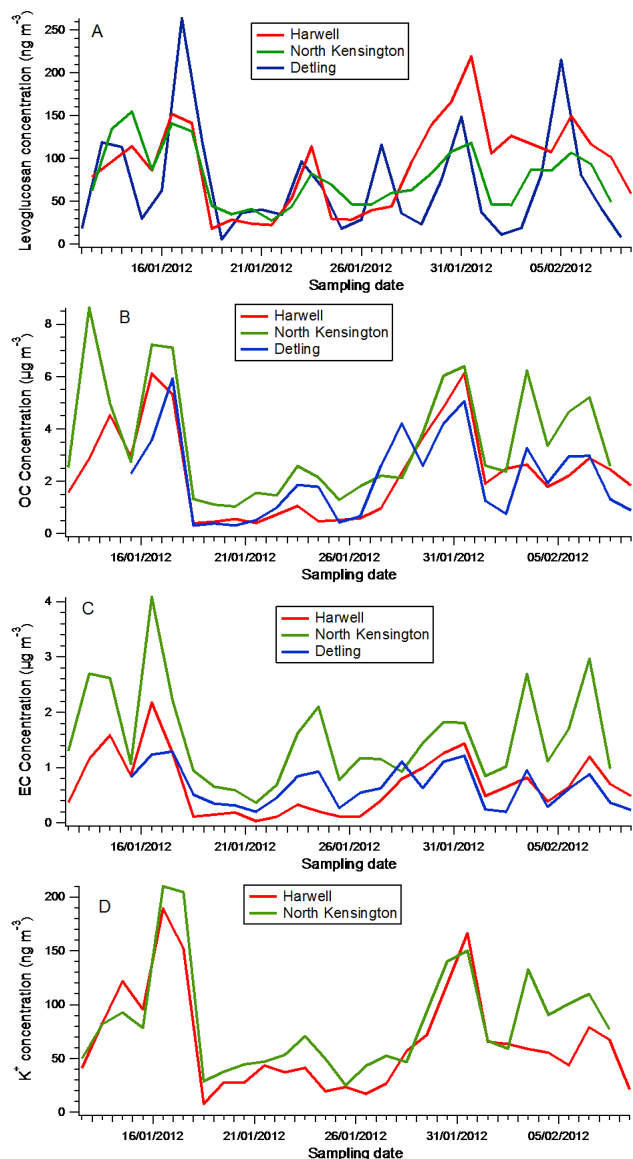 A
Harwell
North Kensington
Detling
Levoglucosan concentration (ng m⁻³)
250
200
150
100
50
0
16/01/2012 21/01/2012 26/01/2012 31/01/2012 05/02/2012
Sampling date
B
Harwell
North Kensington
Detling
OC Concentration (µg m⁻³)
8
6
4
2
0
16/01/2012 21/01/2012 26/01/2012 31/01/2012 05/02/2012
Sampling date
C
Harwell
North Kensington
Detling
EC Concentration (µg m⁻³)
4
3
2
1
0
16/01/2012 21/01/2012 26/01/2012 31/01/2012 05/02/2012
Sampling date
D
Harwell
North Kensington
K⁺ concentration (ng m⁻³)
200
150
100
50
0
16/01/2012 21/01/2012 26/01/2012 31/01/2012 05/02/2012
Sampling date